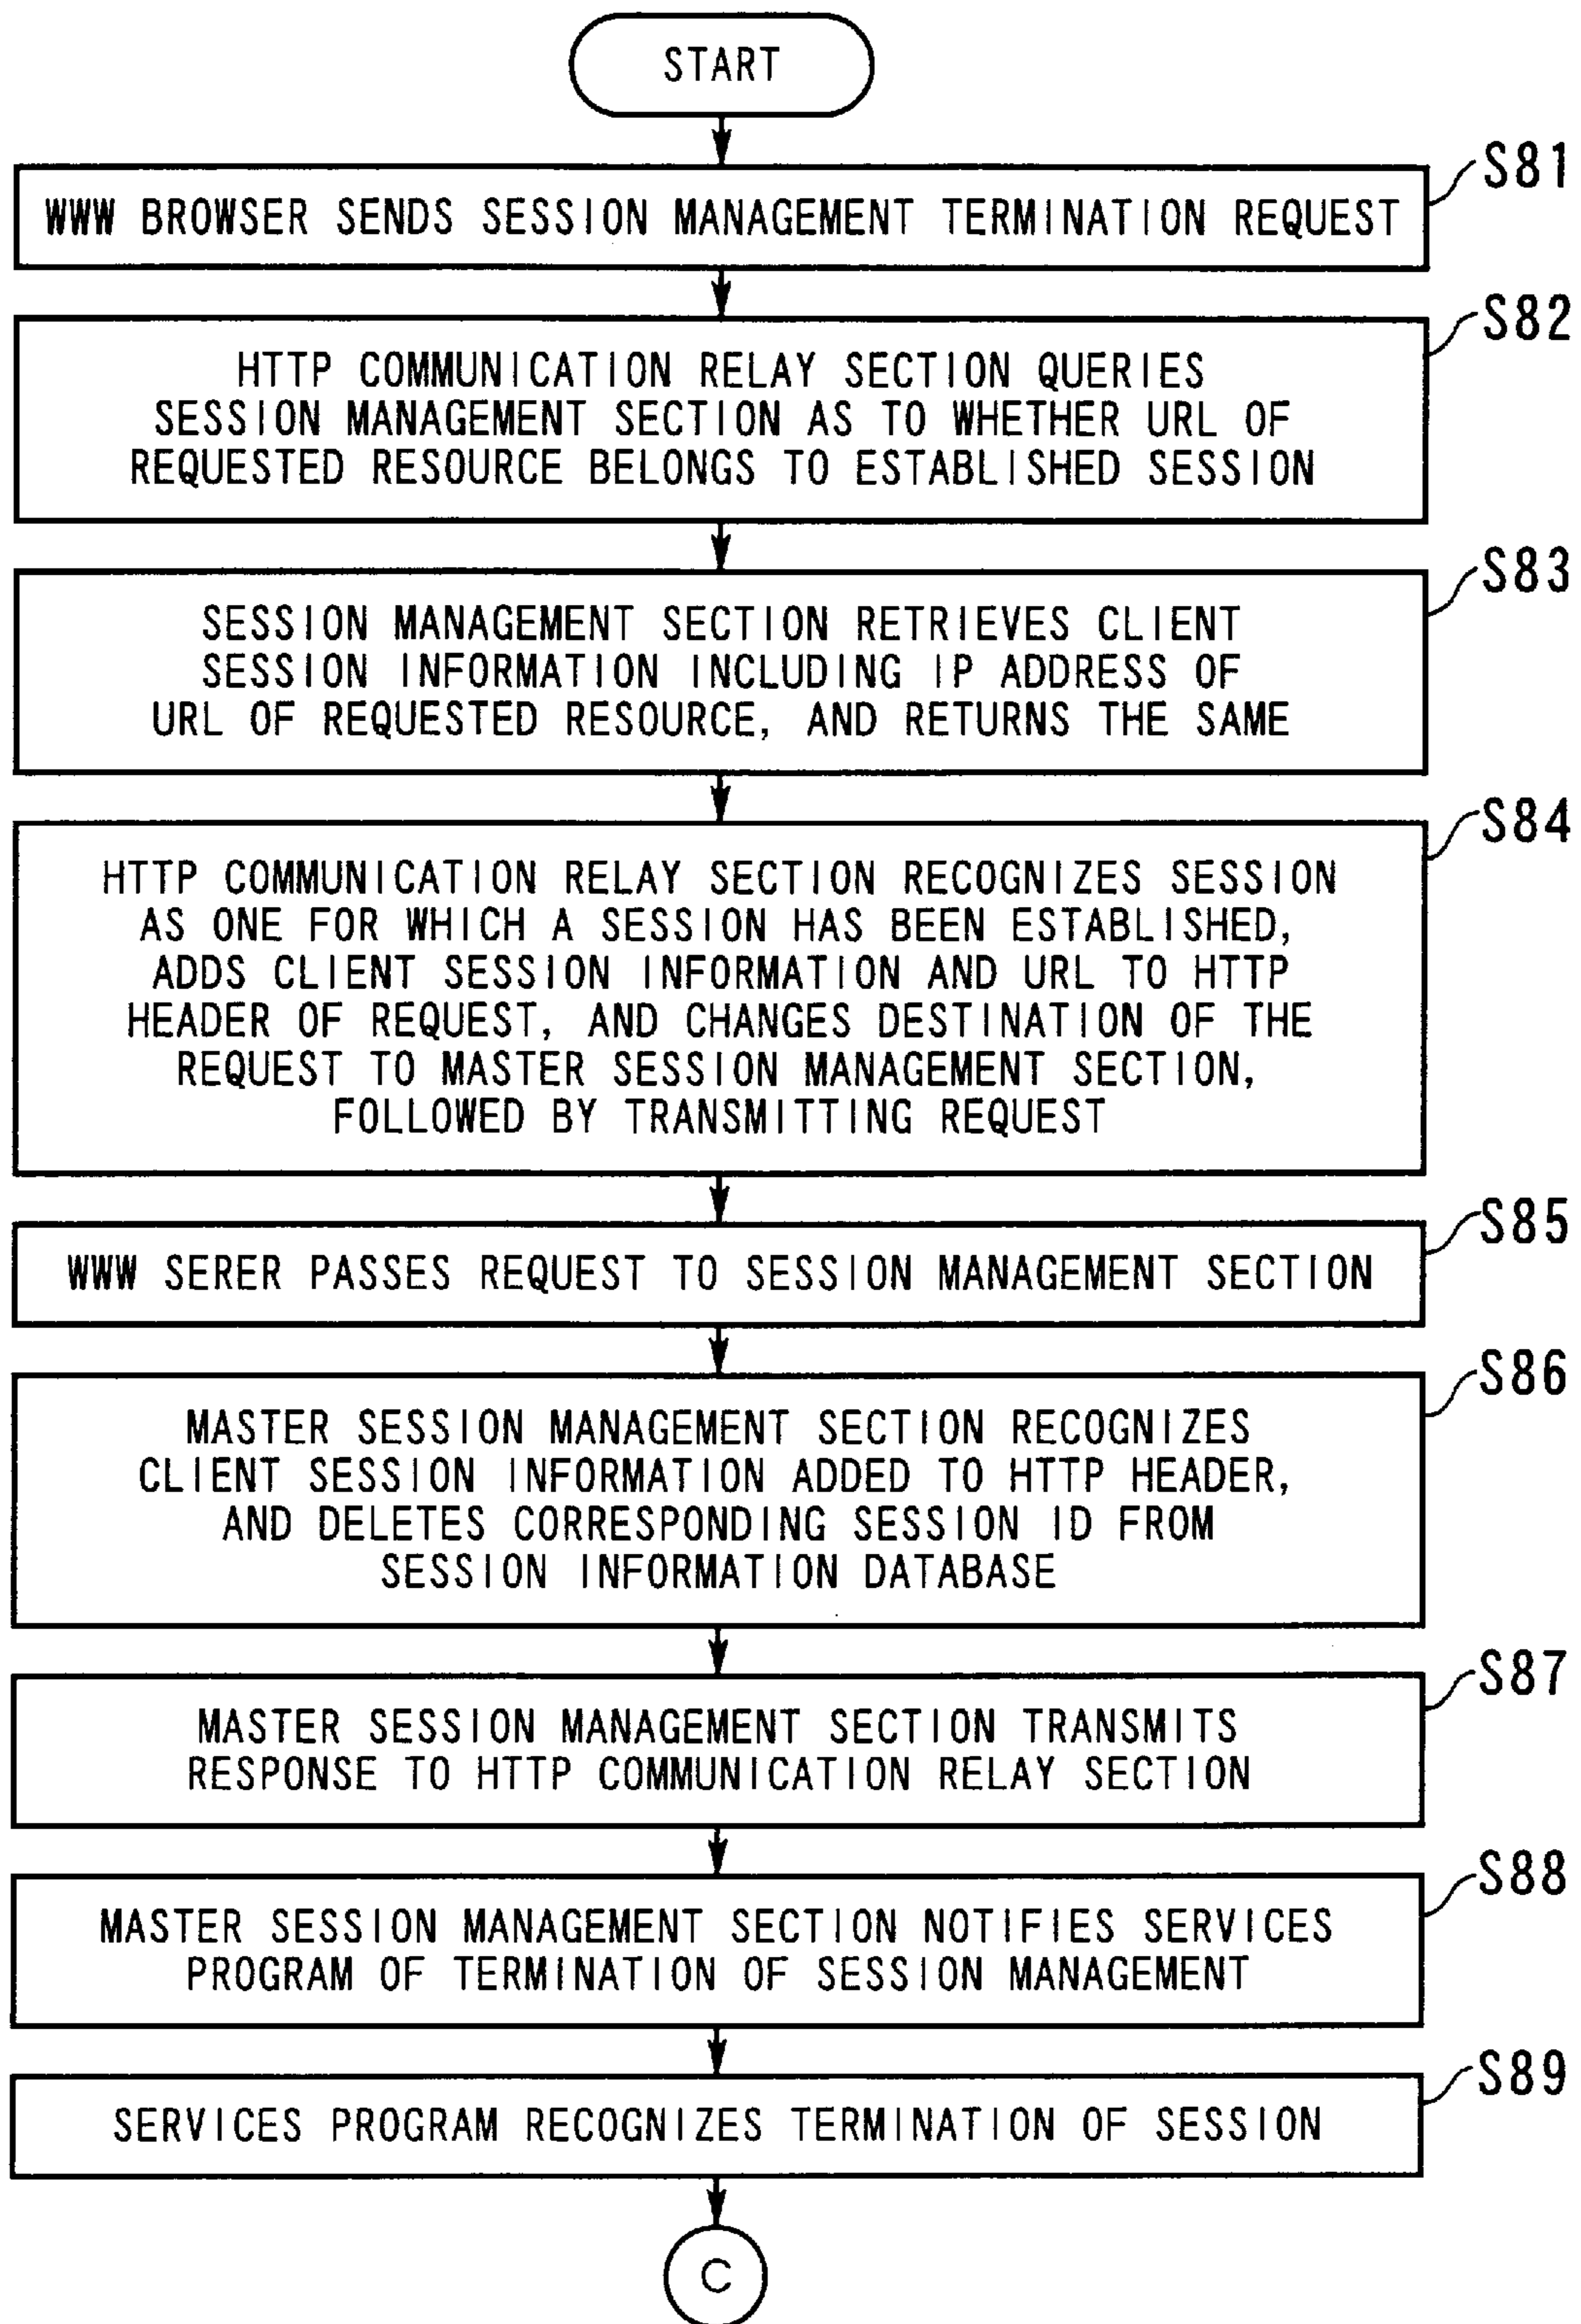 START
S81
WWW BROWSER SENDS SESSION MANAGEMENT TERMINATION REQUEST
S82
HTTP COMMUNICATION RELAY SECTION QUERIES
SESSION MANAGEMENT SECTION AS TO WHETHER URL OF
REQUESTED RESOURCE BELONGS TO ESTABLISHED SESSION
S83
SESSION MANAGEMENT SECTION RETRIEVES CLIENT
SESSION INFORMATION INCLUDING IP ADDRESS OF
URL OF REQUESTED RESOURCE, AND RETURNS THE SAME
S84
HTTP COMMUNICATION RELAY SECTION RECOGNIZES SESSION
AS ONE FOR WHICH A SESSION HAS BEEN ESTABLISHED,
ADDS CLIENT SESSION INFORMATION AND URL TO HTTP
HEADER OF REQUEST, AND CHANGES DESTINATION OF THE
REQUEST TO MASTER SESSION MANAGEMENT SECTION,
FOLLOWED BY TRANSMITTING REQUEST
S85
WWW SERER PASSES REQUEST TO SESSION MANAGEMENT SECTION
S86
MASTER SESSION MANAGEMENT SECTION RECOGNIZES
CLIENT SESSION INFORMATION ADDED TO HTTP HEADER,
AND DELETES CORRESPONDING SESSION ID FROM
SESSION INFORMATION DATABASE
S87
MASTER SESSION MANAGEMENT SECTION TRANSMITS
RESPONSE TO HTTP COMMUNICATION RELAY SECTION
S88
MASTER SESSION MANAGEMENT SECTION NOTIFIES SERVICES
PROGRAM OF TERMINATION OF SESSION MANAGEMENT
S89
SERVICES PROGRAM RECOGNIZES TERMINATION OF SESSION
C